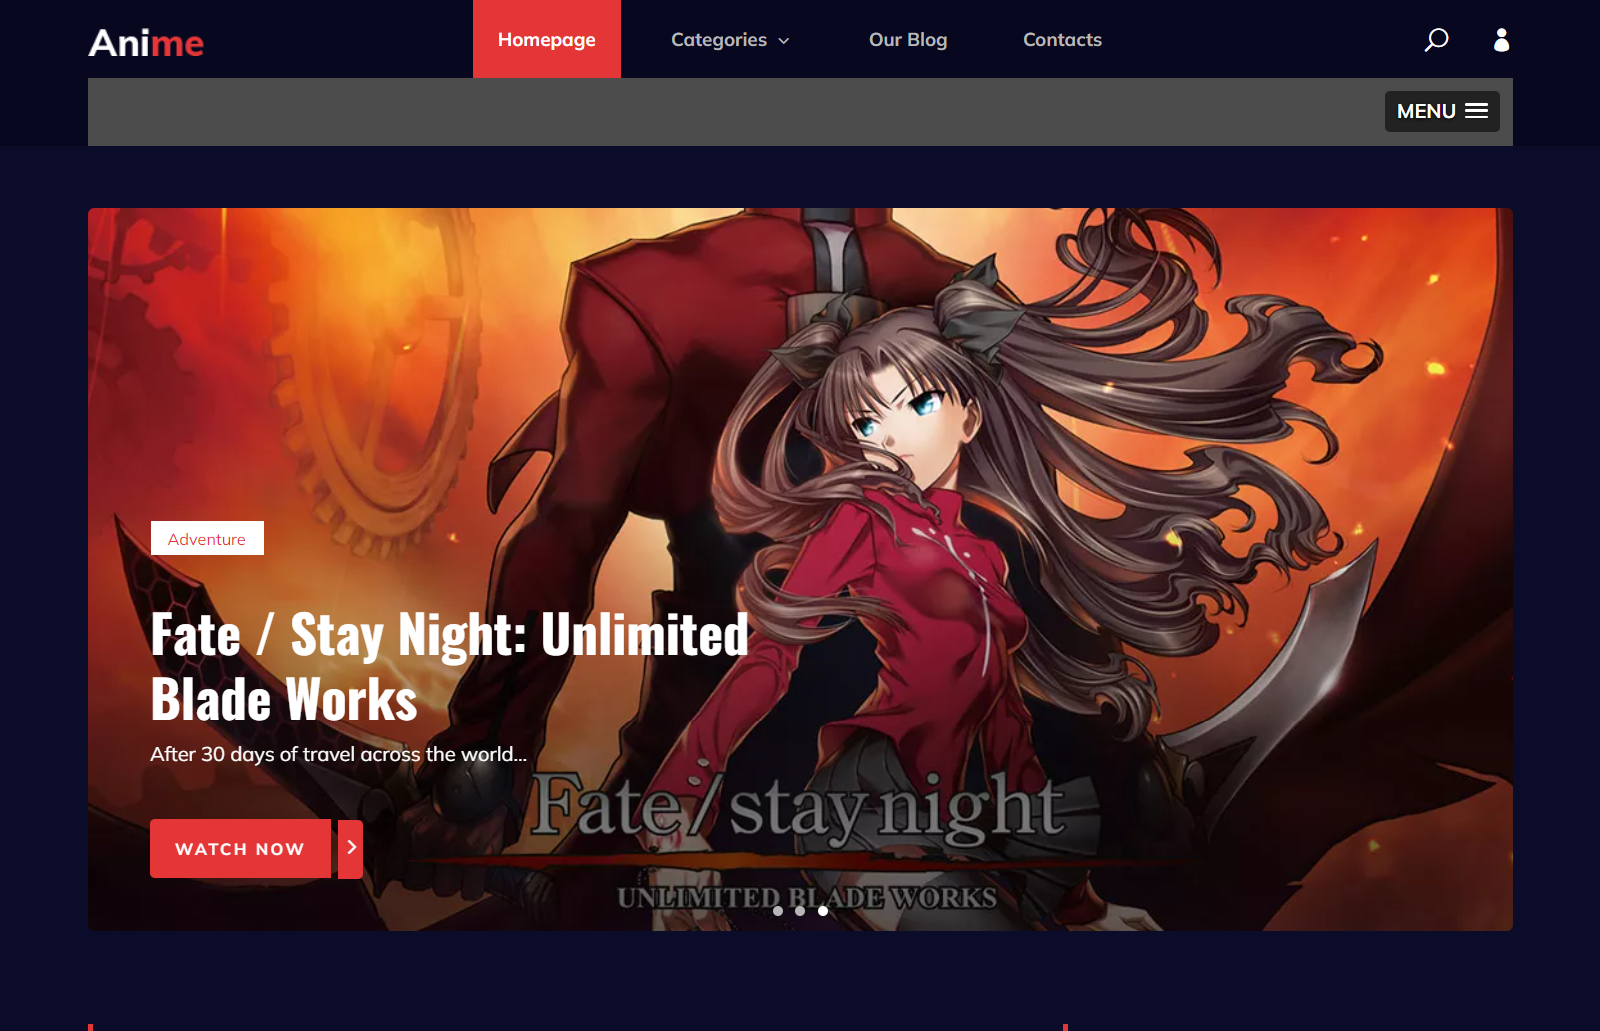 Anime
Homepage
Categories
Our Blog
Contacts
MENU
Adventure
Fate / Stay Night: Unlimited
Blade Works
After 30 days of travel across the world...
Fate/stay night
WATCH NOW
UNLIMITED BLADE WORKS